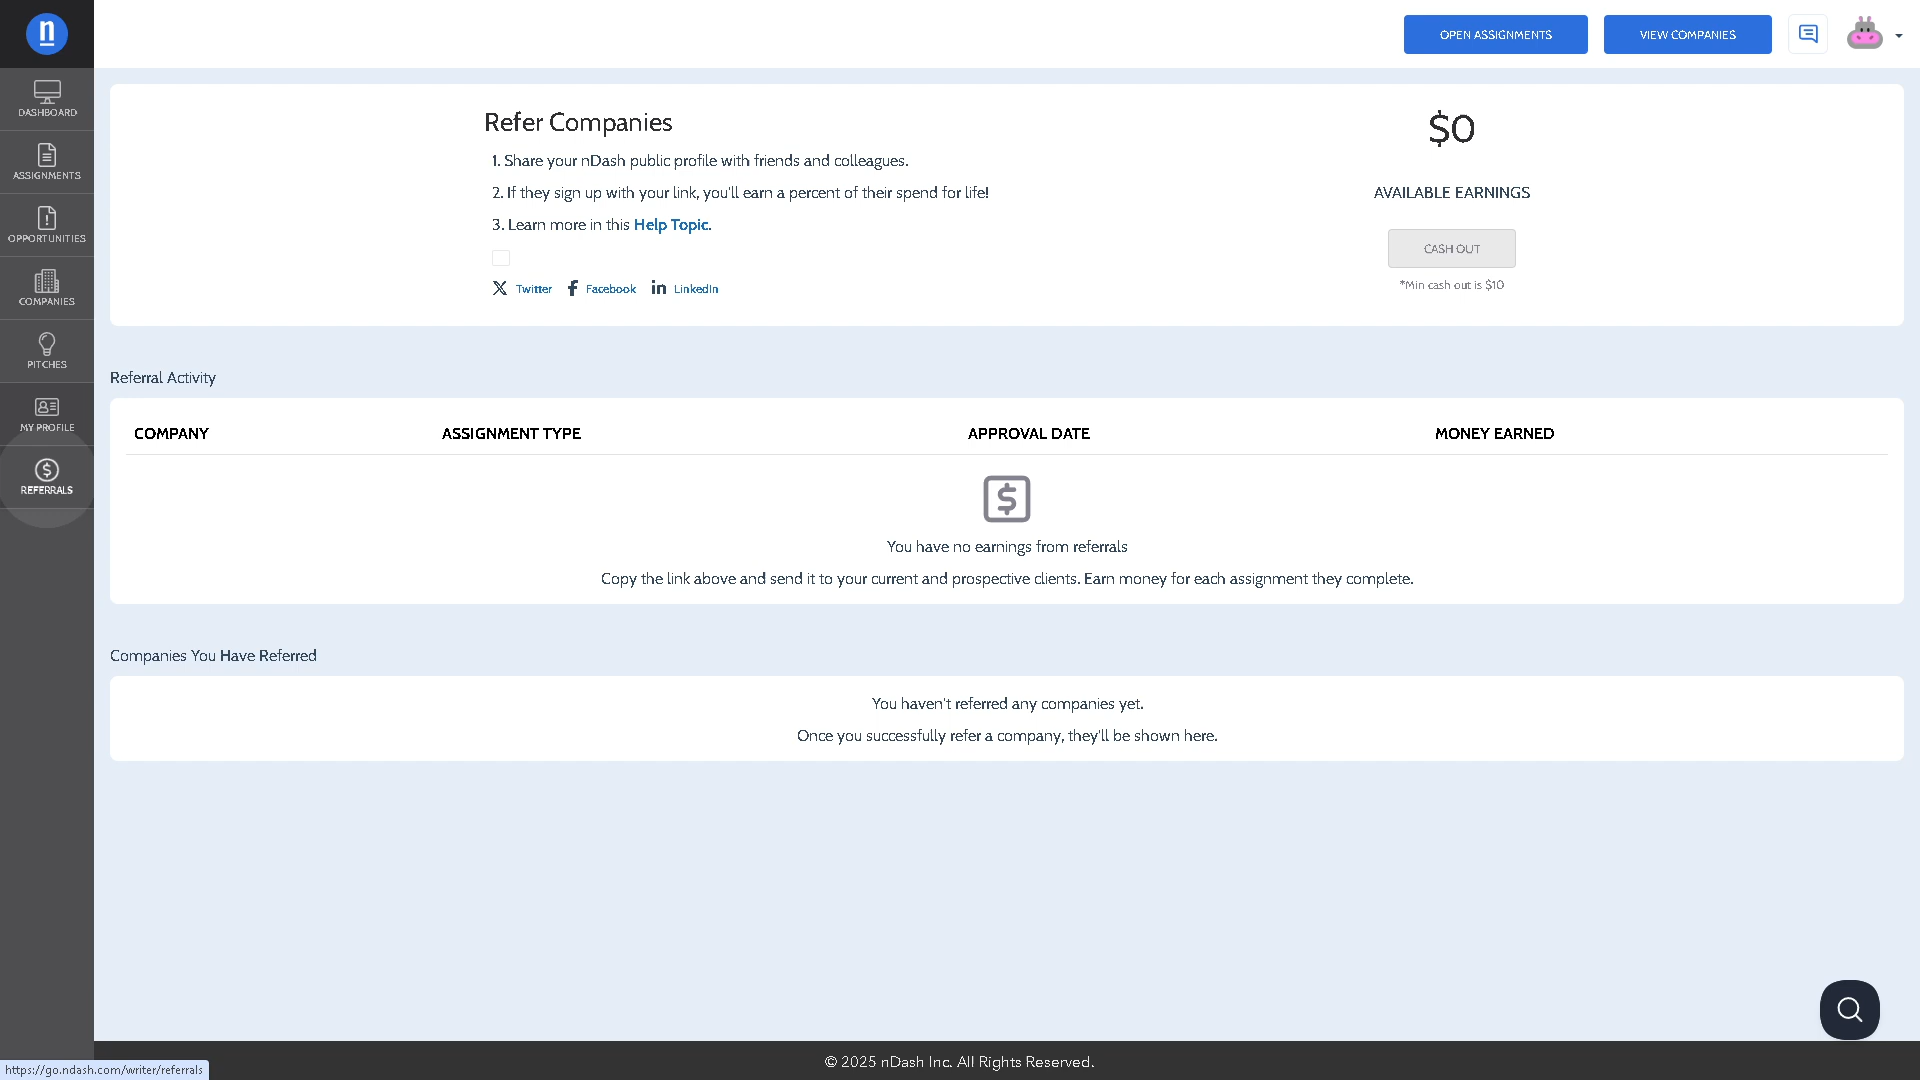 n
OPEN ASSIGNMENTS
VIEW COMPANIES
DASHBOARD
ASSIGNMENTS
OPPORTUNITIES
COMPANIES
PITCHES
MY PROFILE
REFERRALS
Refer Companies
1. Share your nDash public profile with friends and colleagues.
2. If they sign up with your link, you'll earn a percent of their spend for life!
3. Learn more in this Help Topic.
Twitter
Facebook
LinkedIn
$0
AVAILABLE EARNINGS
CASH OUT
*Min cash out is $10
Referral Activity
COMPANY
ASSIGNMENT TYPE
APPROVAL DATE
MONEY EARNED
You have no earnings from referrals
Copy the link above and send it to your current and prospective clients. Earn money for each assignment they complete.
Companies You Have Referred
You haven't referred any companies yet.
Once you successfully refer a company, they'll be shown here.
© 2025 nDash Inc. All Rights Reserved.
https://go.ndash.com/writer/referrals